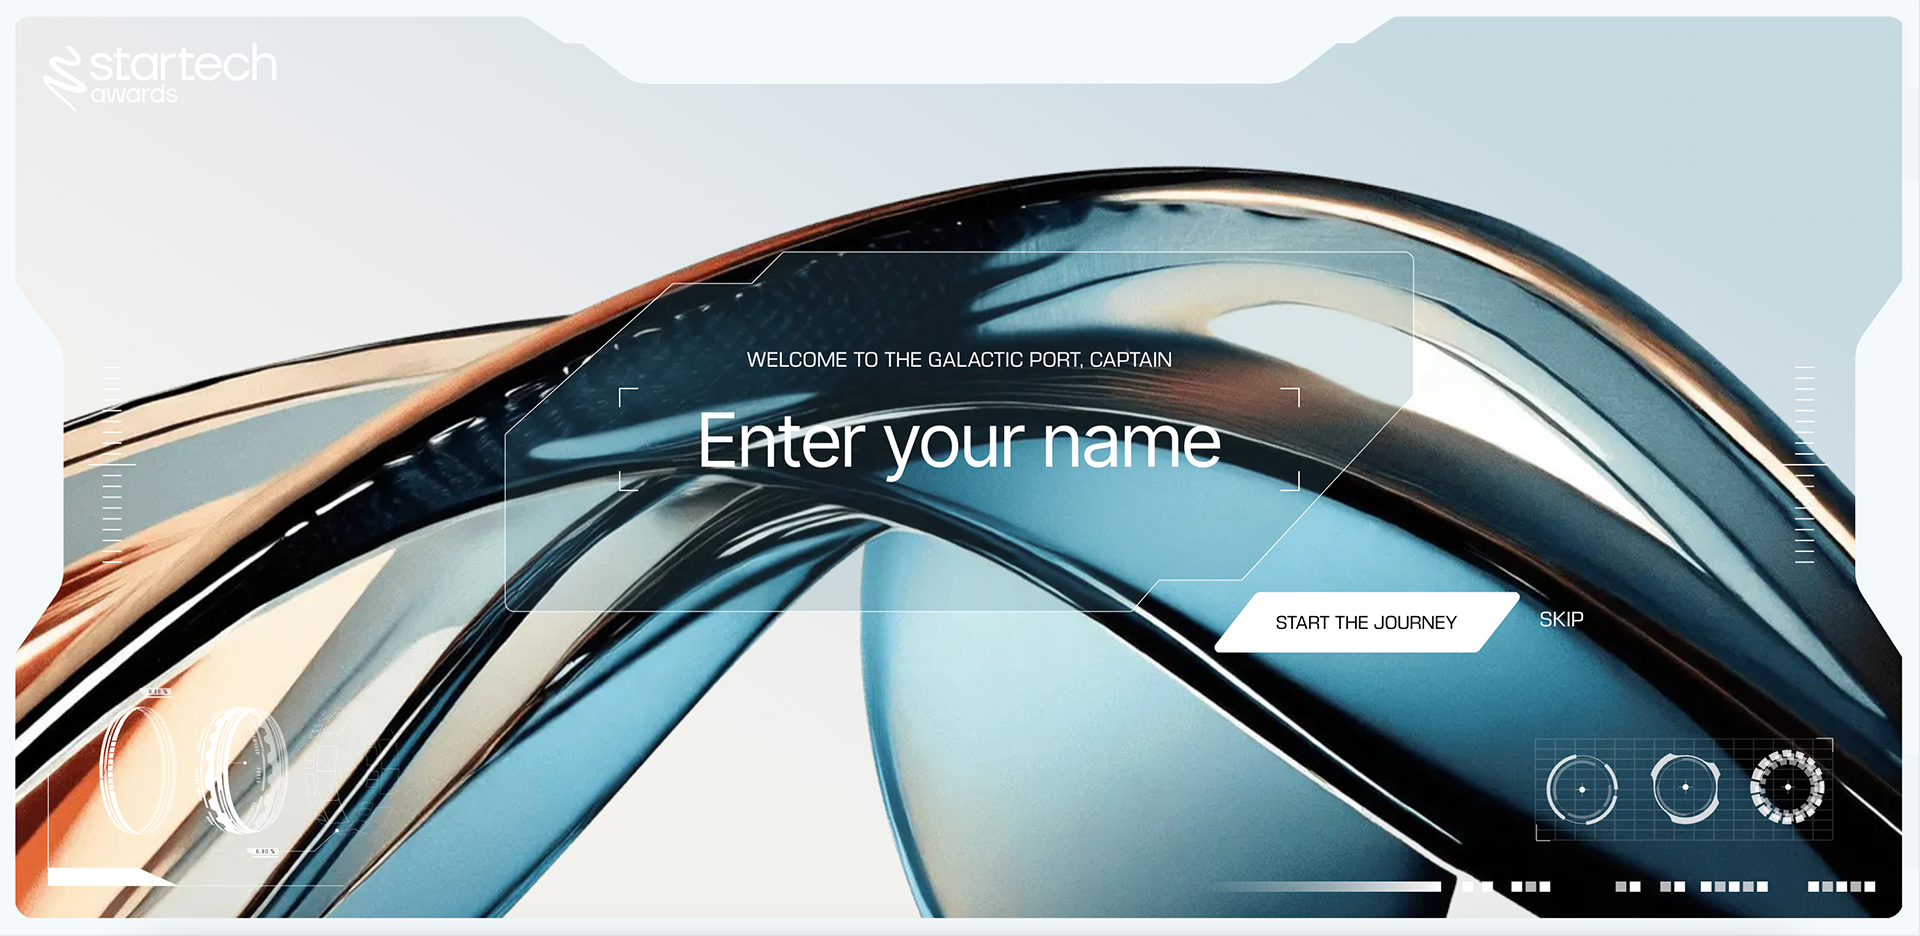 startech
awards
WELCOME TO THE GALACTIC PORT, CAPTAIN
Enter your name
START THE JOURNEY
SKIP